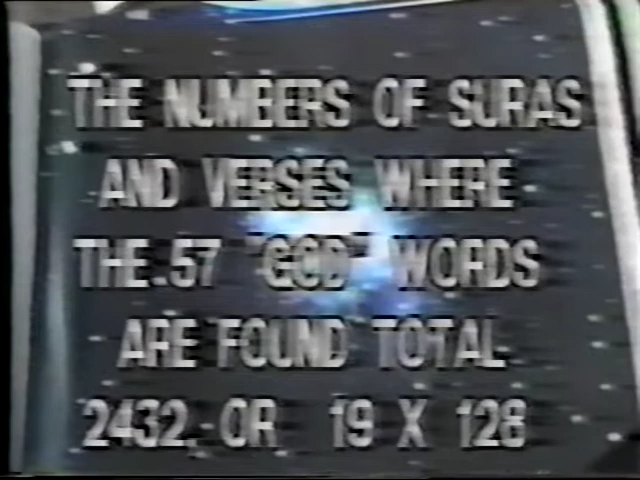 THE NUMBERS OF SURAS
AND VERSES WHERE
THE 57 "GOD" WORDS
ARE FOUND TOTAL
2432, OR 19 X 128